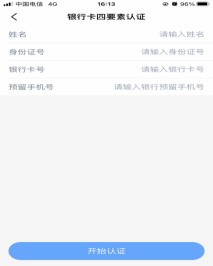 中国电信 4G 16:13 96%
银行卡四要素认证
姓名 请输入姓名
身份证号 请输入身份证号
银行卡号 请输入银行卡号
预留手机号 请输入银行预留手机号
开始认证